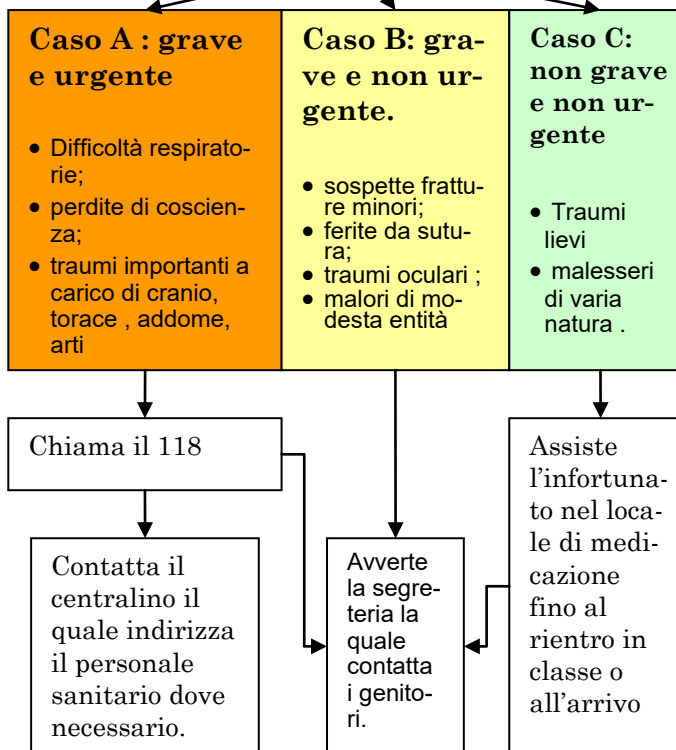 Caso A : grave
e urgente
• Difficoltà respirato-
rie;
• perdite di coscien-
za;
• traumi importanti a
carico di cranio,
torace , addome,
arti
Caso B: gra-
ve e non ur-
gente.
• sospette frattu-
re minori;
• ferite da sutu-
ra;
• traumi oculari ;
• malori di mo-
desta entità
Caso C:
non grave
e non ur-
gente
• Traumi
lievi
• malesseri
di varia
natura .
Chiama il 118
Contatta il
centralino il
quale indirizza
il personale
sanitario dove
necessario.
Avverte
la segre-
teria la
quale
contatta
i genito-
ri.
Assiste
l’infortuna-
to nel loca-
le di medi-
cazione
fino al
rientro in
classe o
all’arrivo